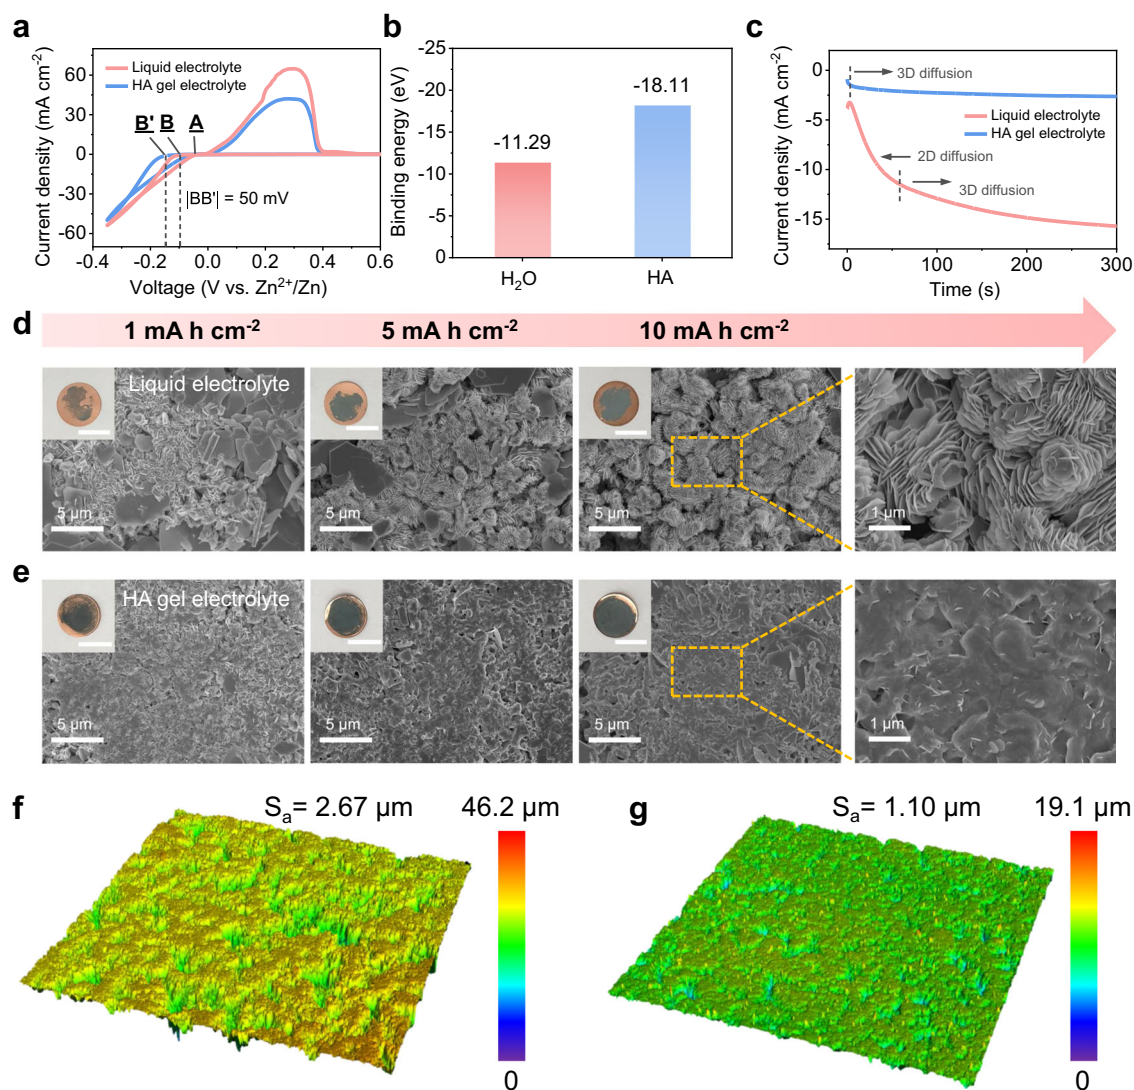 a
Current density (mA cm⁻²)
60
30
0
-30
-60
Liquid electrolyte
HA gel electrolyte
B' B A
|BB'| = 50 mV
-0.4 -0.2 0.0 0.2 0.4 0.6
Voltage (V vs. Zn²⁺/Zn)
b
Binding energy (eV)
-25
-20
-15
-10
-5
0
-11.29
-18.11
H₂O HA
c
Current density (mA cm⁻²)
0
-5
-10
-15
3D diffusion
Liquid electrolyte
HA gel electrolyte
2D diffusion
3D diffusion
0 100 200 300
Time (s)
d
1 mA h cm⁻² 5 mA h cm⁻² 10 mA h cm⁻²
Liquid electrolyte
5 μm 5 μm 5 μm 1 μm
e
HA gel electrolyte
5 μm 5 μm 5 μm 1 μm
f
Sₐ= 2.67 μm 46.2 μm
0
g
Sₐ= 1.10 μm 19.1 μm
0